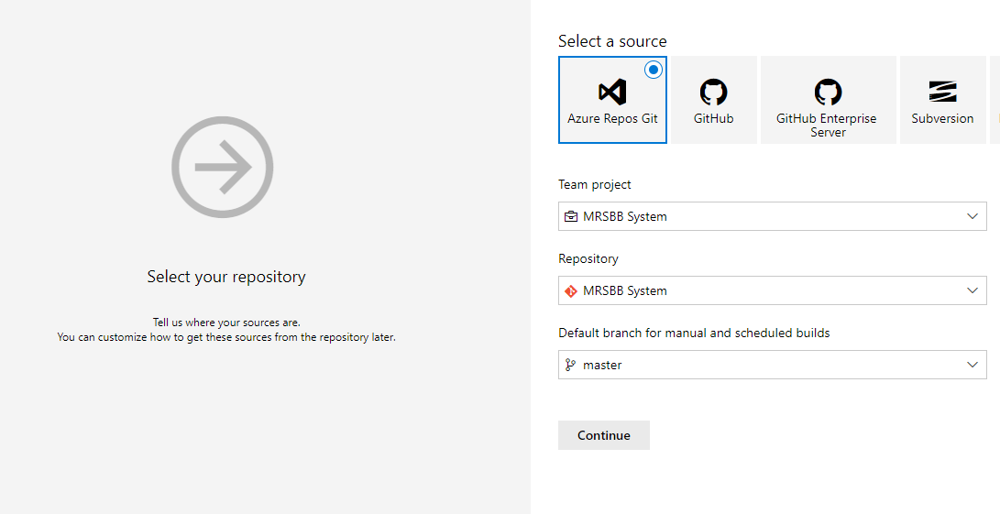 Select your repository
Tell us where your sources are.
You can customize how to get these sources from the repository later.
Select a source
Azure Repos Git
GitHub
GitHub Enterprise
Server
Subversion
Team project
MRSBB System
Repository
MRSBB System
Default branch for manual and scheduled builds
master
Continue